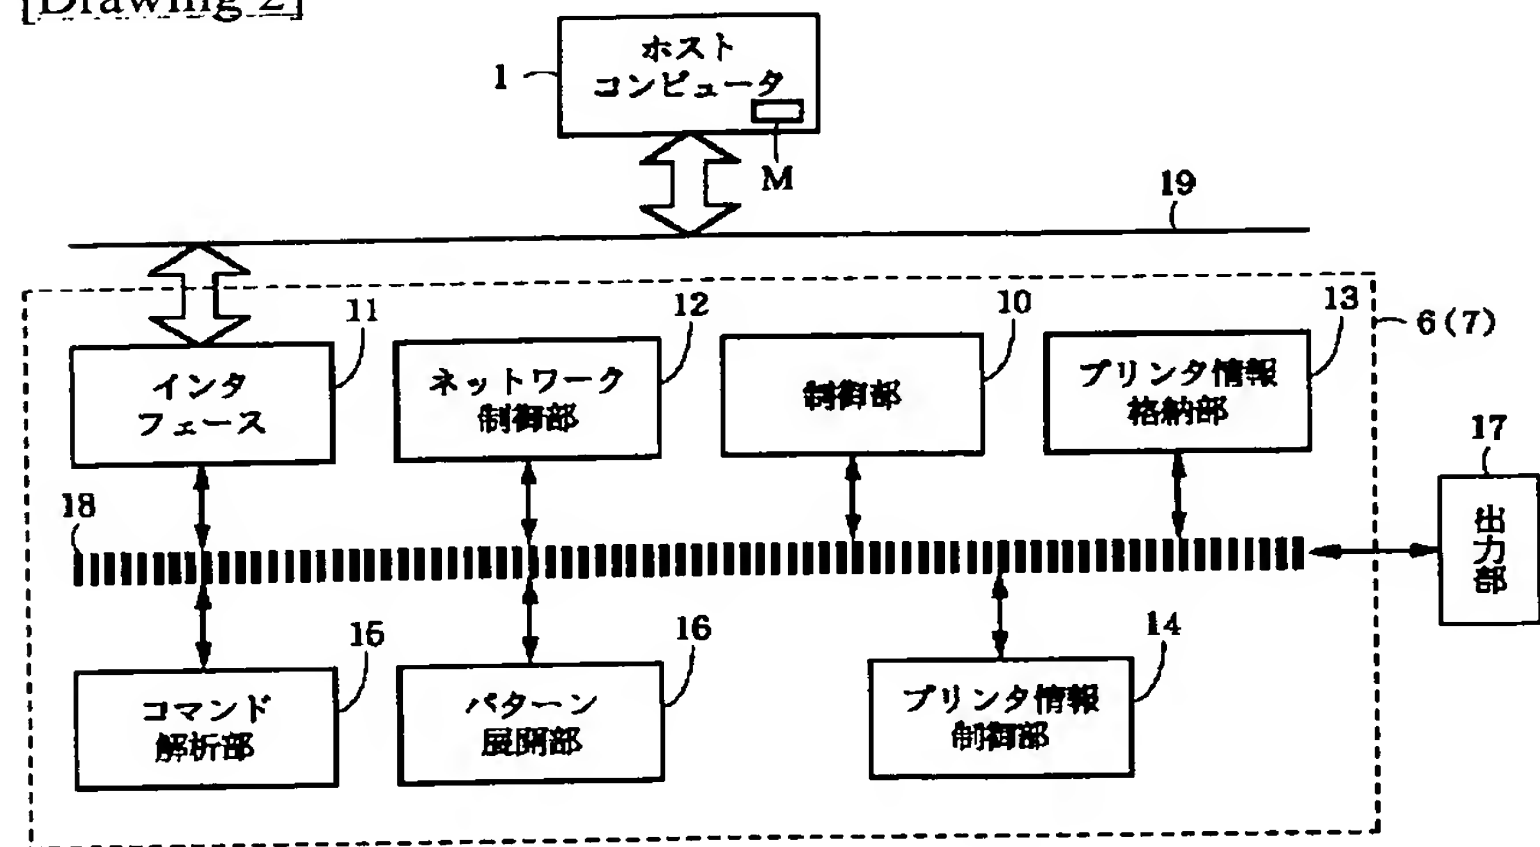 [Drawing 2]
ホスト
コンピュータ
1
M
19
11
12
10
13
6(7)
インタ
フェース
ネットワーク
制御部
制御部
プリンタ情報
格納部
17
出力部
18
15
16
14
コマンド
解析部
パターン
展開部
プリンタ情報
制御部